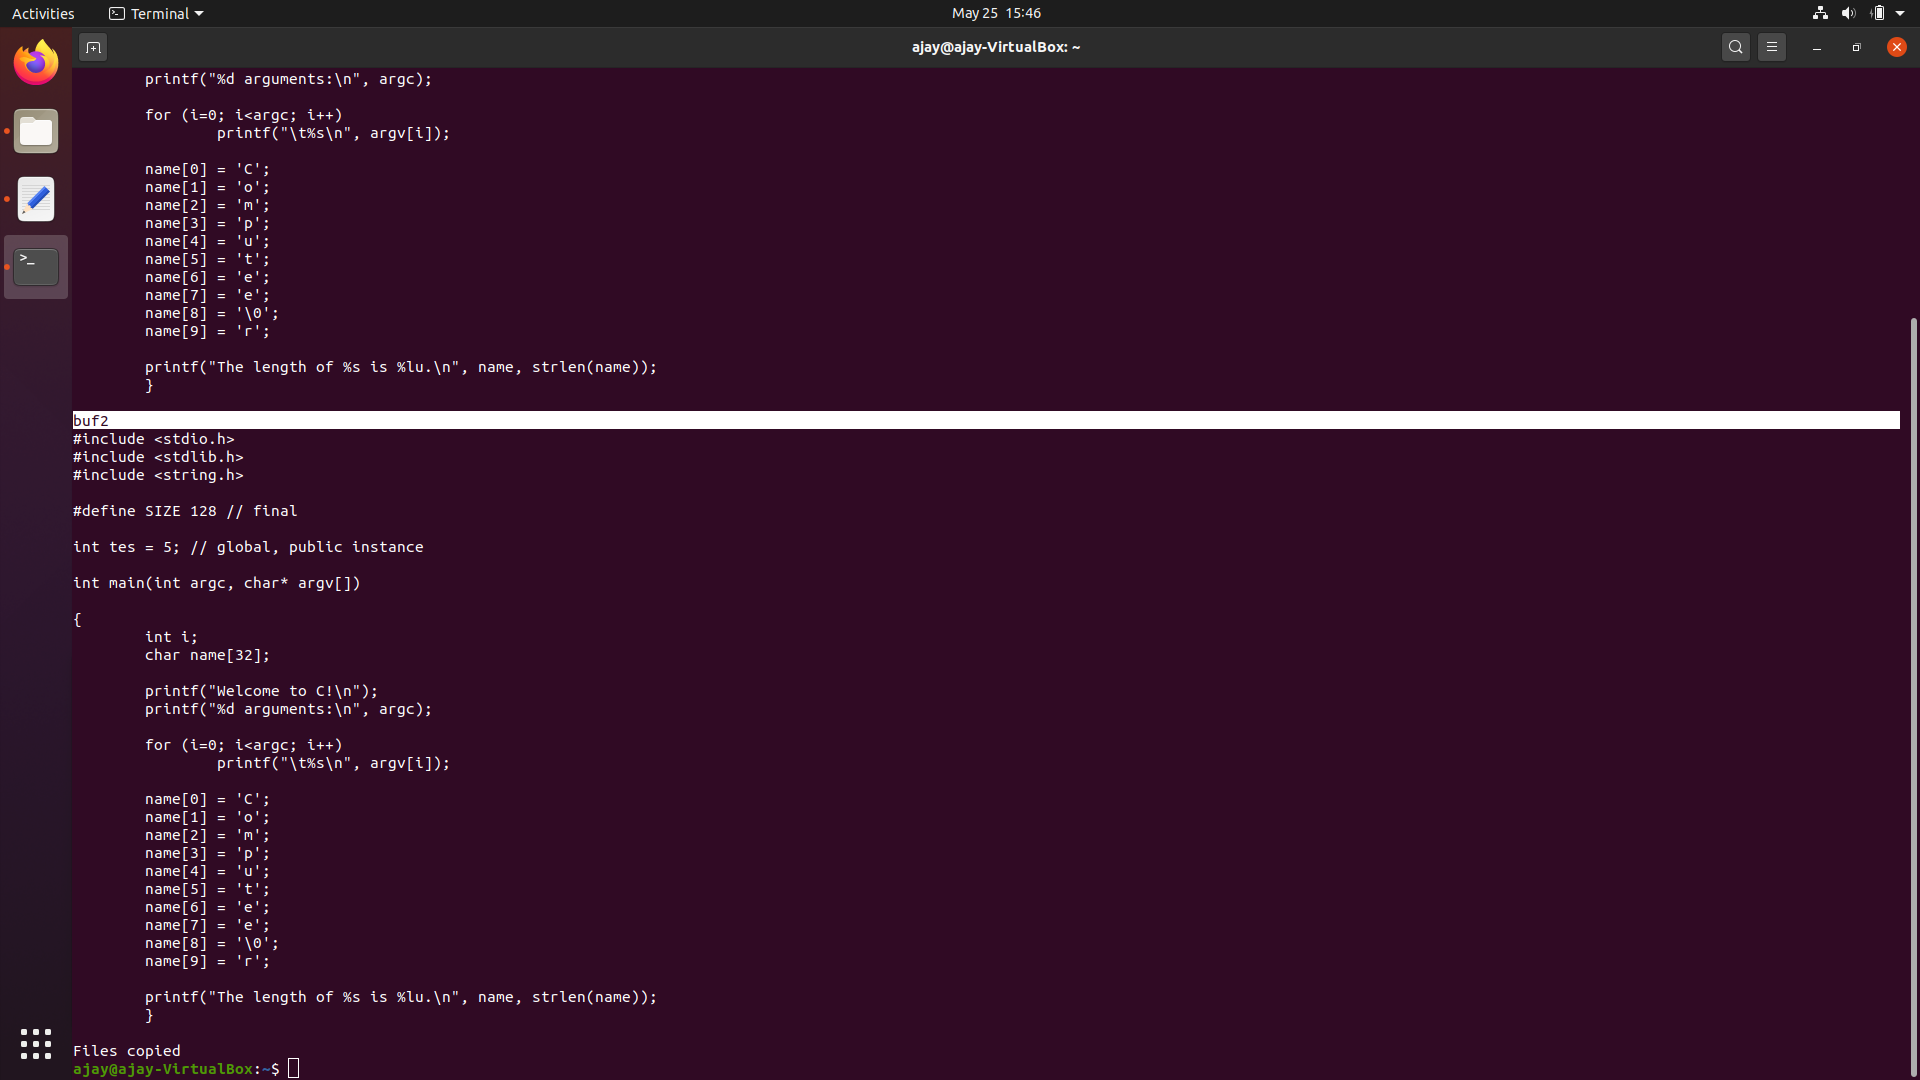 Activities
Terminal
May 25 15:46
ajay@ajay-VirtualBox: ~
printf("%d arguments:\n", argc);
for (i=0; i<argc; i++)
printf("\t%s\n", argv[i]);
name[0] = 'C';
name[1] = 'o';
name[2] = 'm';
name[3] = 'p';
name[4] = 'u';
name[5] = 't';
name[6] = 'e';
name[7] = 'e';
name[8] = '\0';
name[9] = 'r';
printf("The length of %s is %lu.\n", name, strlen(name));
}
buf2
#include <stdio.h>
#include <stdlib.h>
#include <string.h>
#define SIZE 128 // final
int tes = 5; // global, public instance
int main(int argc, char* argv[])
{
int i;
char name[32];
printf("Welcome to C!\n");
printf("%d arguments:\n", argc);
for (i=0; i<argc; i++)
printf("\t%s\n", argv[i]);
name[0] = 'C';
name[1] = 'o';
name[2] = 'm';
name[3] = 'p';
name[4] = 'u';
name[5] = 't';
name[6] = 'e';
name[7] = 'e';
name[8] = '\0';
name[9] = 'r';
printf("The length of %s is %lu.\n", name, strlen(name));
}
Files copied
ajay@ajay-VirtualBox:~$